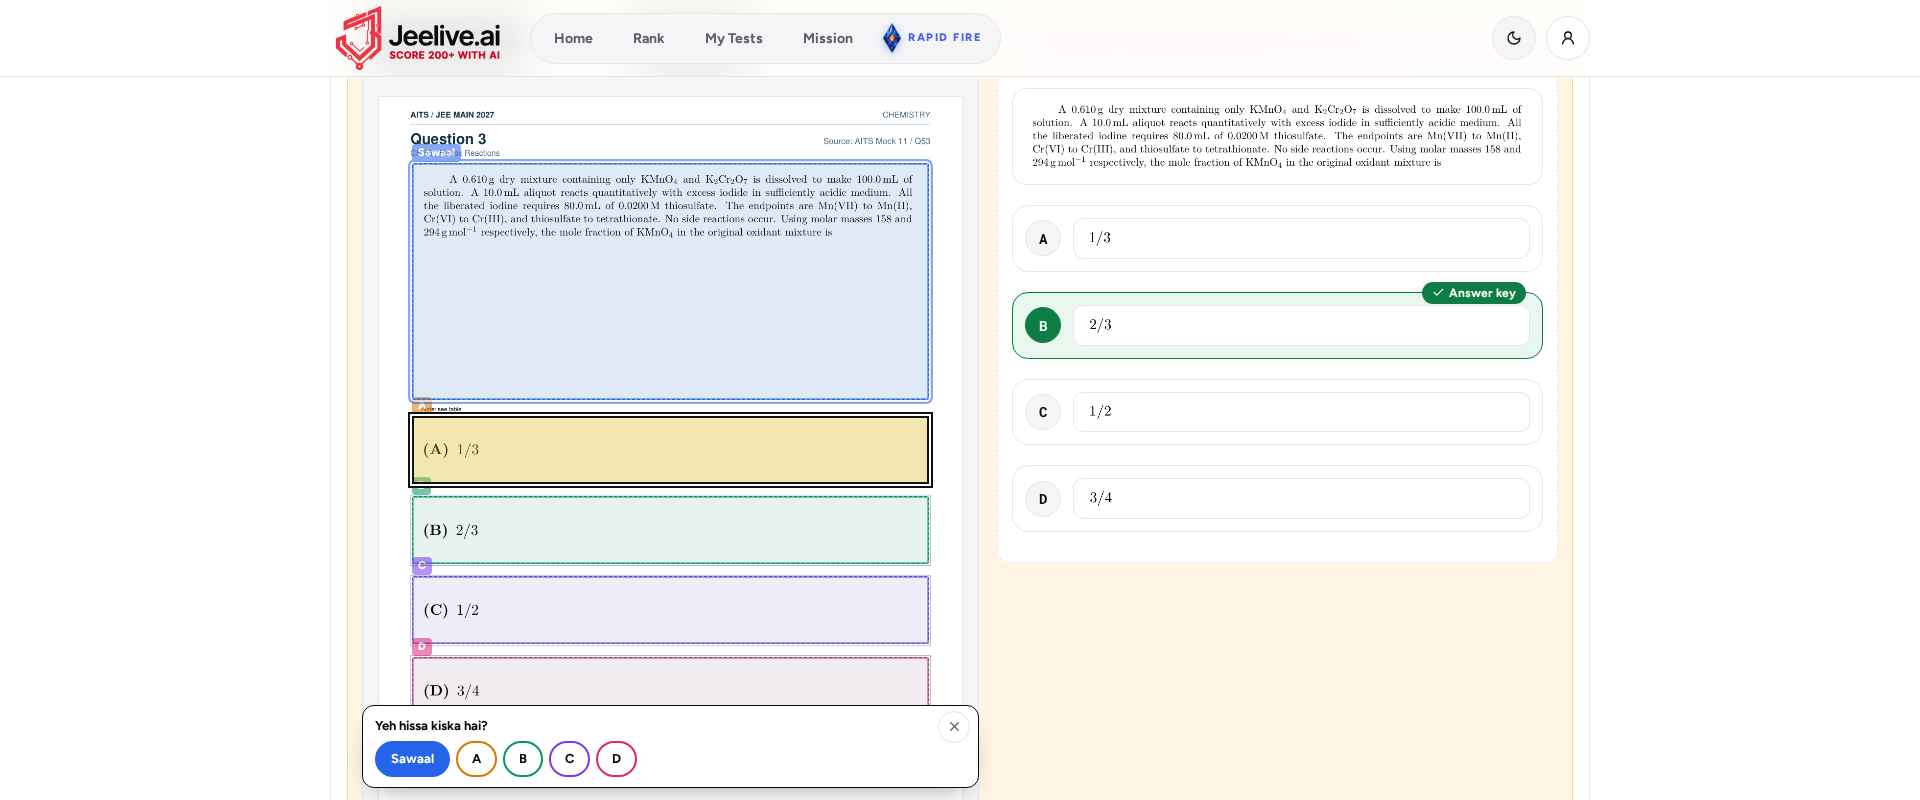 Jeelive.ai
SCORE 200+ WITH AI
Home
Rank
My Tests
Mission
RAPID FIRE
AITS / JEE MAIN 2027
CHEMISTRY
Question 3
Source: AITS Mock 11 / Q53
Sawaal
Reactions
A 0.610 g dry mixture containing only KMnO₄ and K₂Cr₂O₇ is dissolved to make 100.0 mL of
solution. A 10.0 mL aliquot reacts quantitatively with excess iodide in sufficiently acidic medium. All
the liberated iodine requires 80.0 mL of 0.0200 M thiosulfate. The endpoints are Mn(VII) to Mn(II),
Cr(VI) to Cr(III), and thiosulfate to tetrathionate. No side reactions occur. Using molar masses 158 and
294 g mol⁻¹ respectively, the mole fraction of KMnO₄ in the original oxidant mixture is
see table
(A) 1/3
(B) 2/3
C
(C) 1/2
D
(D) 3/4
Yeh hissa kiska hai?
Sawaal
A
B
C
D
A 0.610 g dry mixture containing only KMnO₄ and K₂Cr₂O₇ is dissolved to make 100.0 mL of
solution. A 10.0 mL aliquot reacts quantitatively with excess iodide in sufficiently acidic medium. All
the liberated iodine requires 80.0 mL of 0.0200 M thiosulfate. The endpoints are Mn(VII) to Mn(II),
Cr(VI) to Cr(III), and thiosulfate to tetrathionate. No side reactions occur. Using molar masses 158 and
294 g mol⁻¹ respectively, the mole fraction of KMnO₄ in the original oxidant mixture is
A
1/3
Answer key
B
2/3
C
1/2
D
3/4